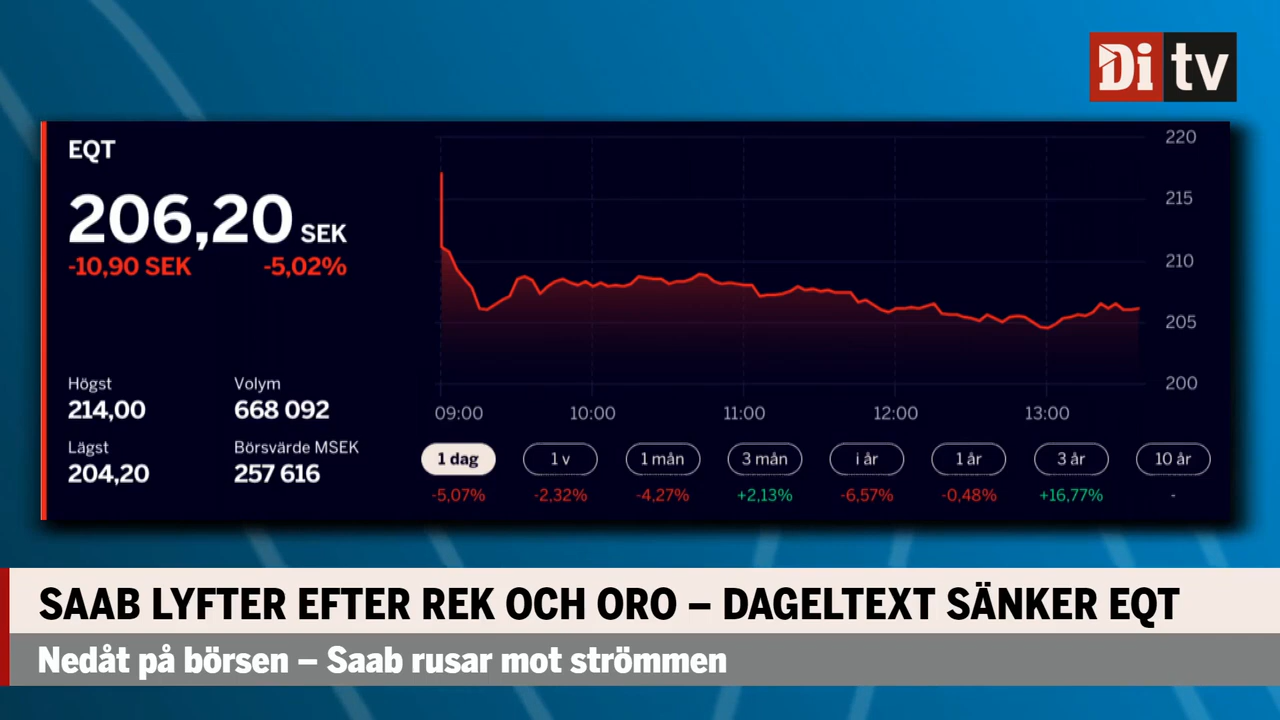 Di tv
EQT
206,20 SEK
-10,90 SEK -5,02%
Högst Volym
214,00 668 092
Lägst Börsvärde MSEK
204,20 257 616
220
215
210
205
200
09:00 10:00 11:00 12:00 13:00
1 dag 1 v 1 mån 3 mån i år 1 år 3 år 10 år
-5,07% -2,32% -4,27% +2,13% -6,57% -0,48% +16,77% -
SAAB LYFTER EFTER REK OCH ORO – DAGELTEXT SÄNKER EQT
Nedåt på börsen – Saab rusar mot strömmen